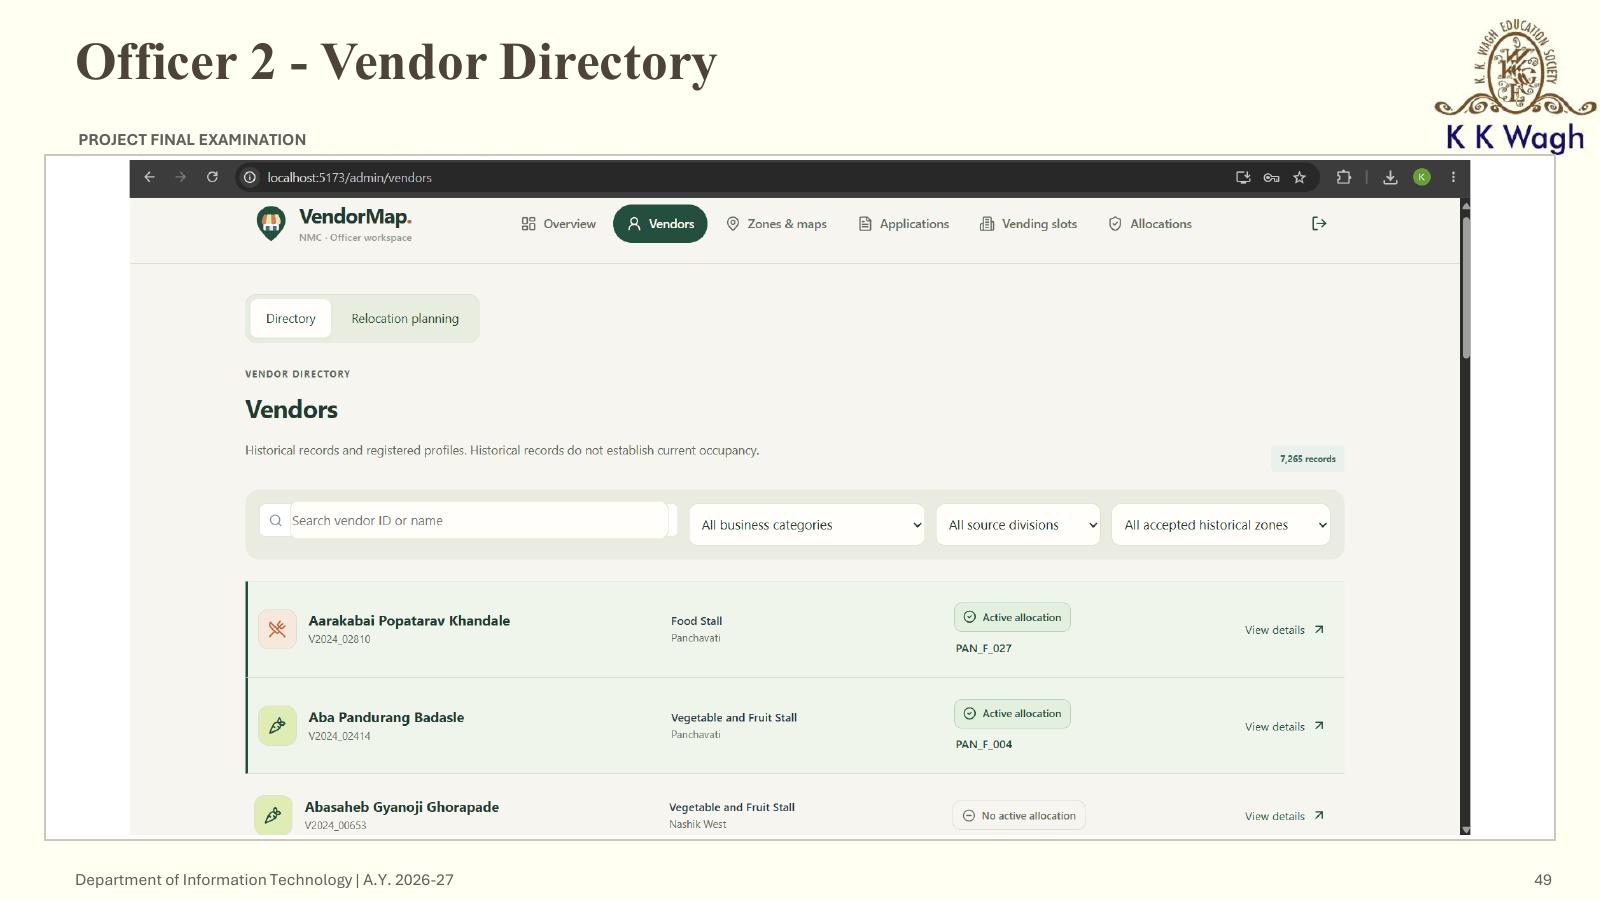 Officer 2 - Vendor Directory
K. K. WAGH EDUCATION SOCIETY
K K Wagh
PROJECT FINAL EXAMINATION
localhost:5173/admin/vendors
K
VendorMap.
NMC · Officer workspace
Overview
Vendors
Zones & maps
Applications
Vending slots
Allocations
Directory
Relocation planning
VENDOR DIRECTORY
Vendors
Historical records and registered profiles. Historical records do not establish current occupancy.
7,265 records
Search vendor ID or name
All business categories
All source divisions
All accepted historical zones
Aarakabai Popatarav Khandale
V2024_02810
Food Stall
Panchavati
Active allocation
PAN_F_027
View details
Aba Pandurang Badasle
V2024_02414
Vegetable and Fruit Stall
Panchavati
Active allocation
PAN_F_004
View details
Abasaheb Gyanoji Ghorapade
V2024_00653
Vegetable and Fruit Stall
Nashik West
No active allocation
View details
Department of Information Technology | A.Y. 2026-27
49